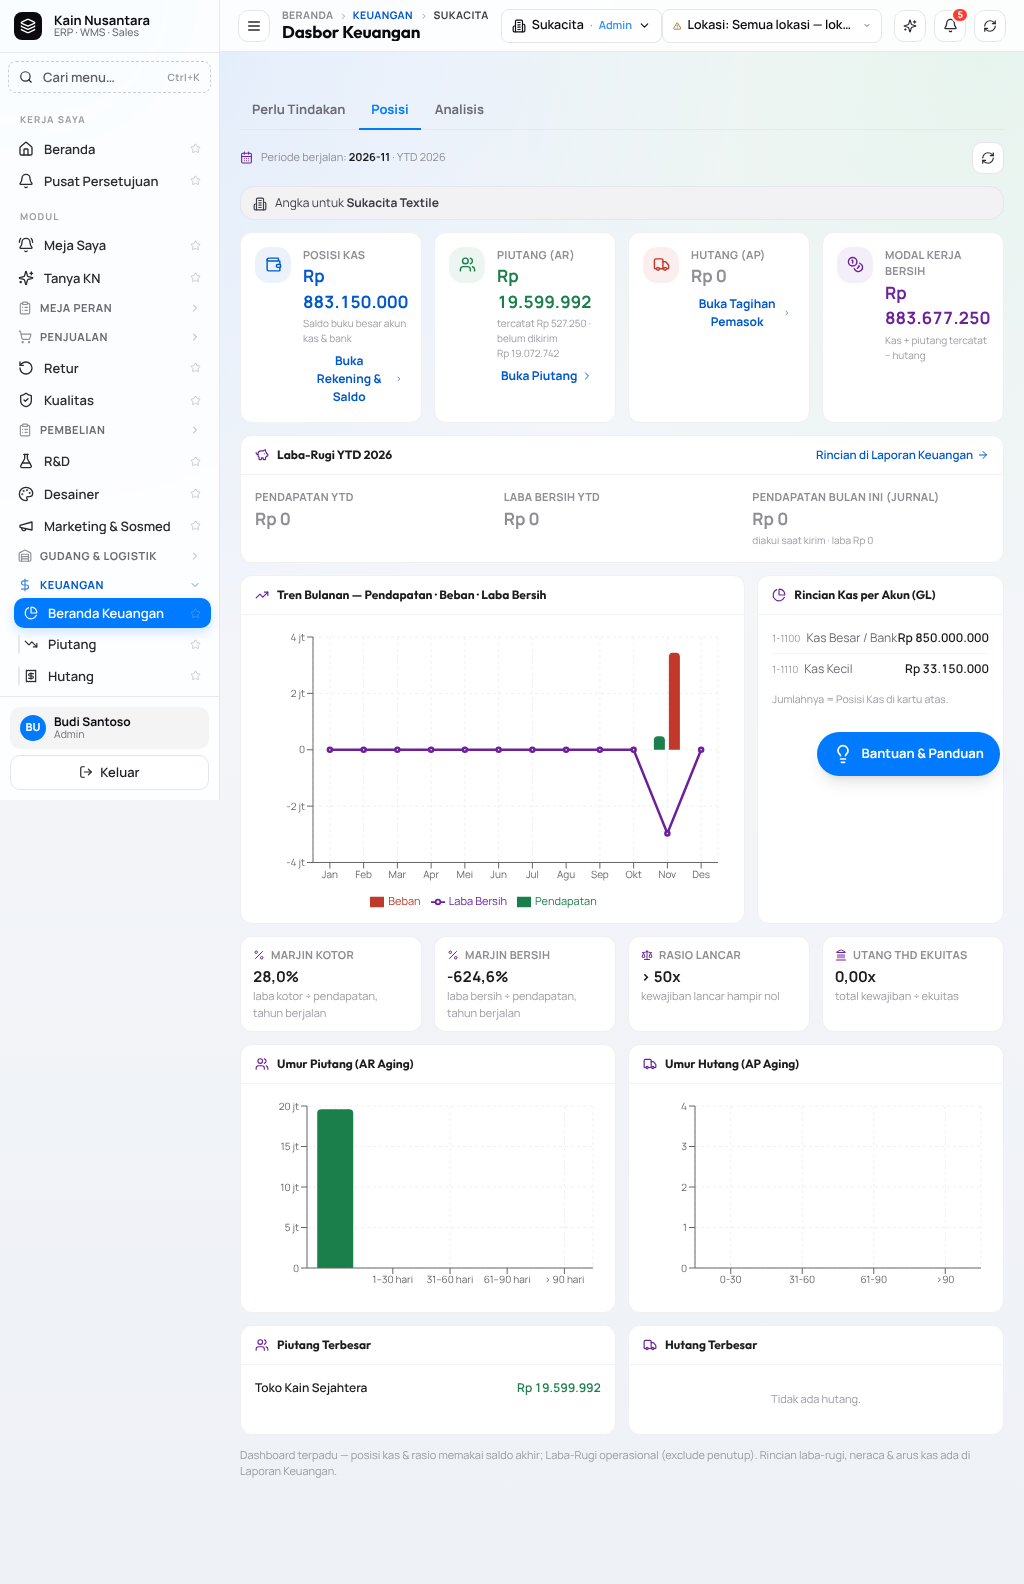 Kain Nusantara
ERP · WMS · Sales
Cari menu...
Ctrl+K
KERJA SAYA
Beranda
Pusat Persetujuan
MODUL
Meja Saya
Tanya KN
MEJA PERAN
PENJUALAN
Retur
Kualitas
PEMBELIAN
R&D
Desainer
Marketing & Sosmed
GUDANG & LOGISTIK
KEUANGAN
Beranda Keuangan
Piutang
Hutang
BU
Budi Santoso
Admin
Keluar
BERANDA › KEUANGAN › SUKACITA
Dasbor Keuangan
Sukacita · Admin
Lokasi: Semua lokasi — lok...
5
Perlu Tindakan
Posisi
Analisis
Periode berjalan: 2026-11 · YTD 2026
Angka untuk Sukacita Textile
POSISI KAS
Rp
883.150.000
Saldo buku besar akun
kas & bank
Buka
Rekening &
Saldo
PIUTANG (AR)
Rp
19.599.992
tercatat Rp 527.250 ·
belum dikirim
Rp 19.072.742
Buka Piutang
HUTANG (AP)
Rp 0
Buka Tagihan
Pemasok
MODAL KERJA
BERSIH
Rp
883.677.250
Kas + piutang tercatat
− hutang
Laba-Rugi YTD 2026
Rincian di Laporan Keuangan →
PENDAPATAN YTD
Rp 0
LABA BERSIH YTD
Rp 0
PENDAPATAN BULAN INI (JURNAL)
Rp 0
diakui saat kirim · laba Rp 0
Tren Bulanan — Pendapatan · Beban · Laba Bersih
4 jt
2 jt
0
-2 jt
-4 jt
Jan Feb Mar Apr Mei Jun Jul Agu Sep Okt Nov Des
Beban Laba Bersih Pendapatan
Rincian Kas per Akun (GL)
1-1100 Kas Besar / Bank Rp 850.000.000
1-1110 Kas Kecil Rp 33.150.000
Jumlahnya = Posisi Kas di kartu atas.
Bantuan & Panduan
MARJIN KOTOR
28,0%
laba kotor ÷ pendapatan,
tahun berjalan
MARJIN BERSIH
-624,6%
laba bersih ÷ pendapatan,
tahun berjalan
RASIO LANCAR
> 50x
kewajiban lancar hampir nol
UTANG THD EKUITAS
0,00x
total kewajiban ÷ ekuitas
Umur Piutang (AR Aging)
20 jt
15 jt
10 jt
5 jt
0
1–30 hari 31–60 hari 61–90 hari > 90 hari
Umur Hutang (AP Aging)
4
3
2
1
0
0-30 31-60 61-90 >90
Piutang Terbesar
Toko Kain Sejahtera Rp 19.599.992
Hutang Terbesar
Tidak ada hutang.
Dashboard terpadu — posisi kas & rasio memakai saldo akhir; Laba-Rugi operasional (exclude penutup). Rincian laba-rugi, neraca & arus kas ada di
Laporan Keuangan.